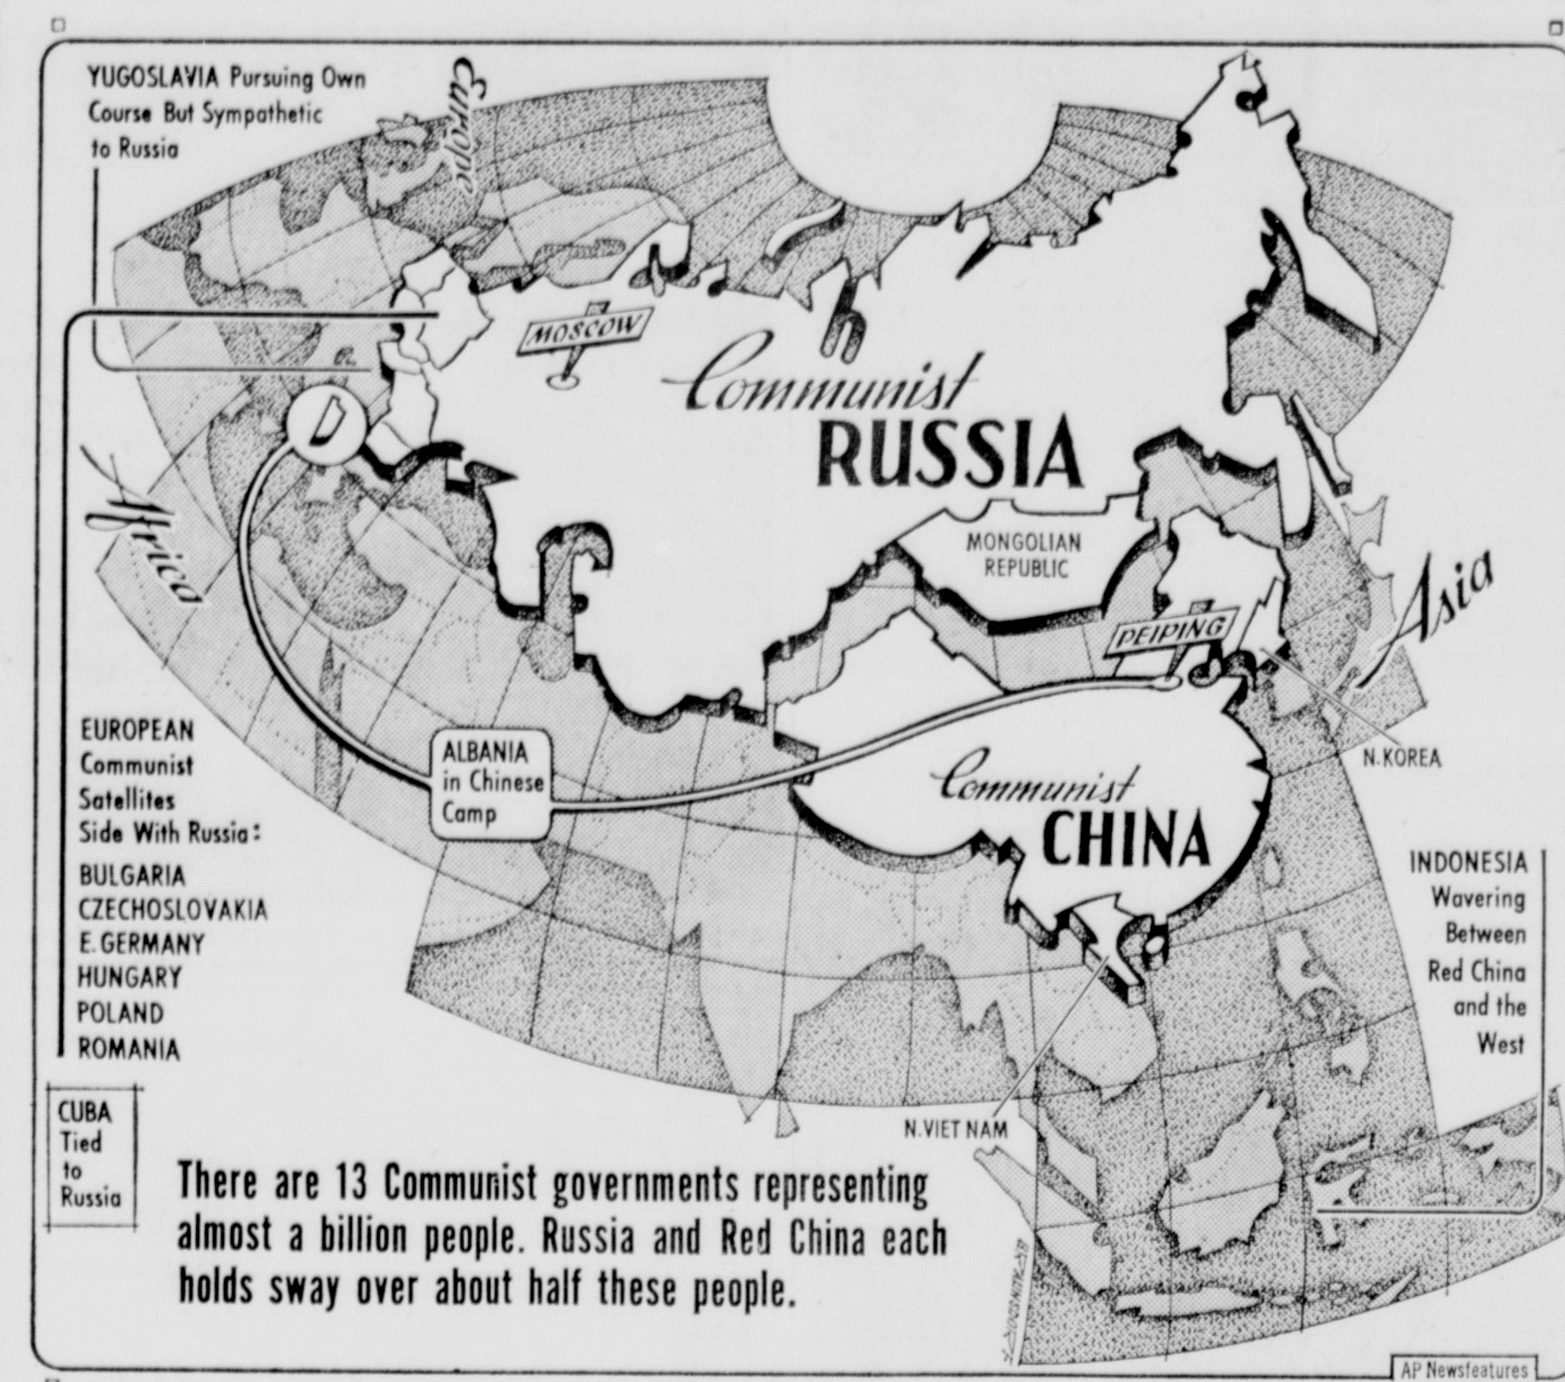 YUGOSLAVIA Pursuing Own
Course But Sympathetic
to Russia
Europe
MOSCOW
Communist
RUSSIA
MONGOLIAN
REPUBLIC
Africa
Asia
PEIPING
N. KOREA
EUROPEAN
Communist
Satellites
Side With Russia:
BULGARIA
CZECHOSLOVAKIA
E. GERMANY
HUNGARY
POLAND
ROMANIA
ALBANIA
in Chinese
Camp
Communist
CHINA
INDONESIA
Wavering
Between
Red China
and the
West
N. VIET NAM
CUBA
Tied
to
Russia
There are 13 Communist governments representing
almost a billion people. Russia and Red China each
holds sway over about half these people.
AP Newsfeatures